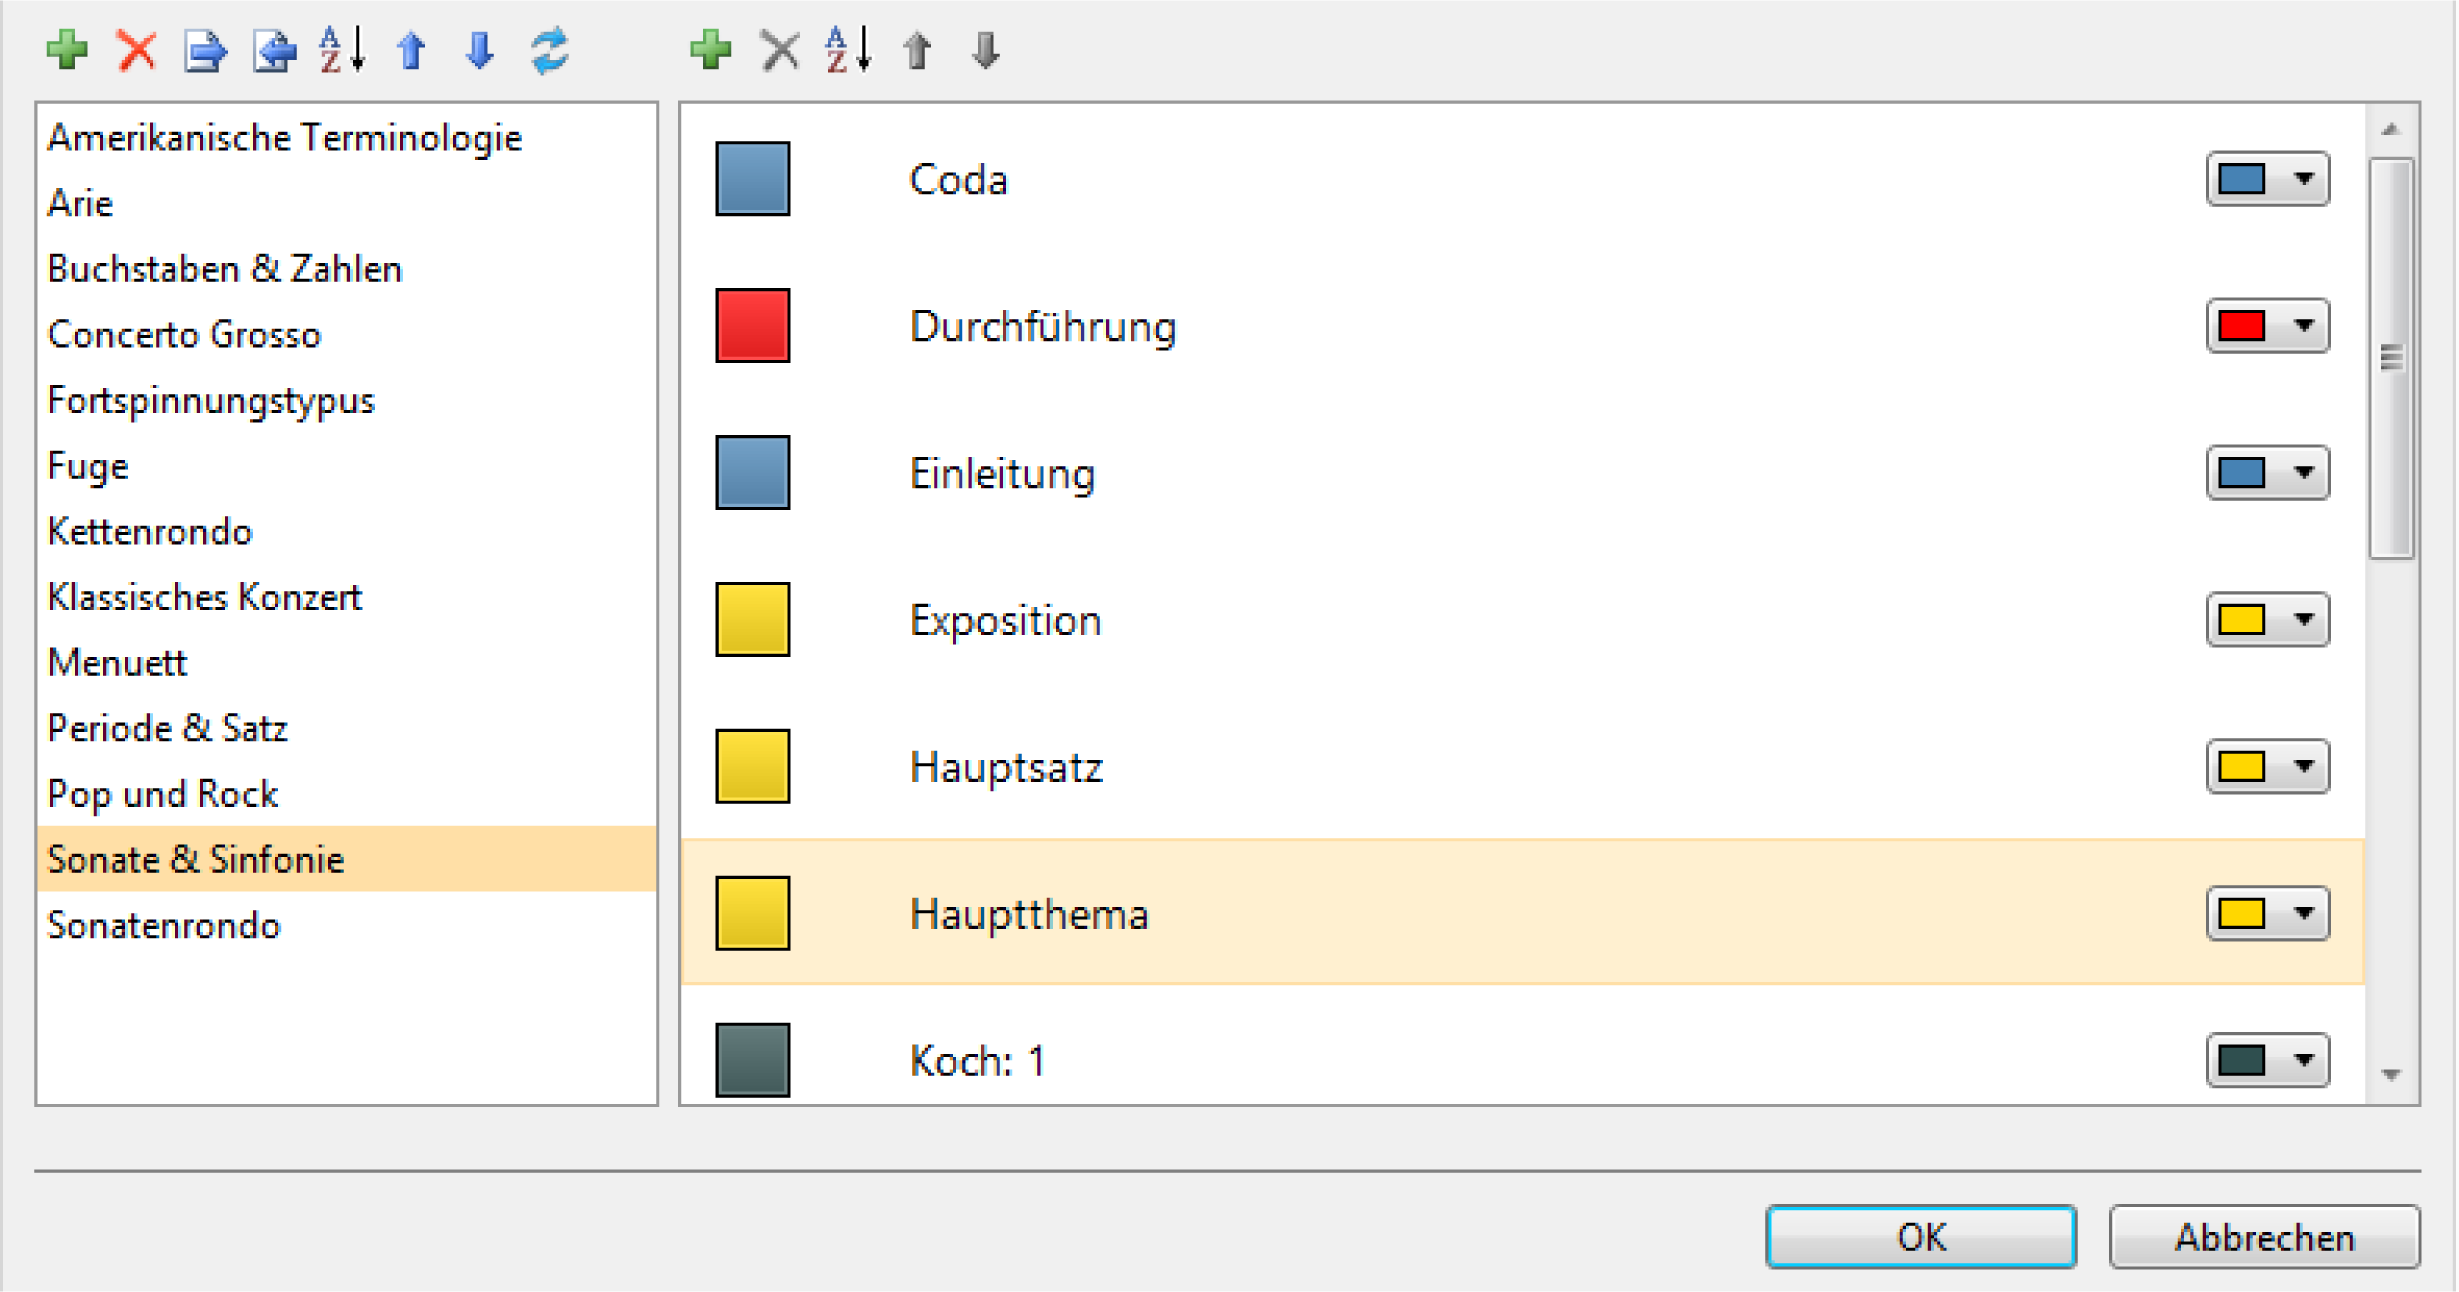 Amerikanische Terminologie
Arie
Buchstaben & Zahlen
Concerto Grosso
Fortspinnungstypus
Fuge
Kettenrondo
Klassisches Konzert
Menuett
Periode & Satz
Pop und Rock
Sonate & Sinfonie
Sonatenrondo
Coda
Durchführung
Einleitung
Exposition
Hauptsatz
Hauptthema
Koch: 1
OK
Abbrechen